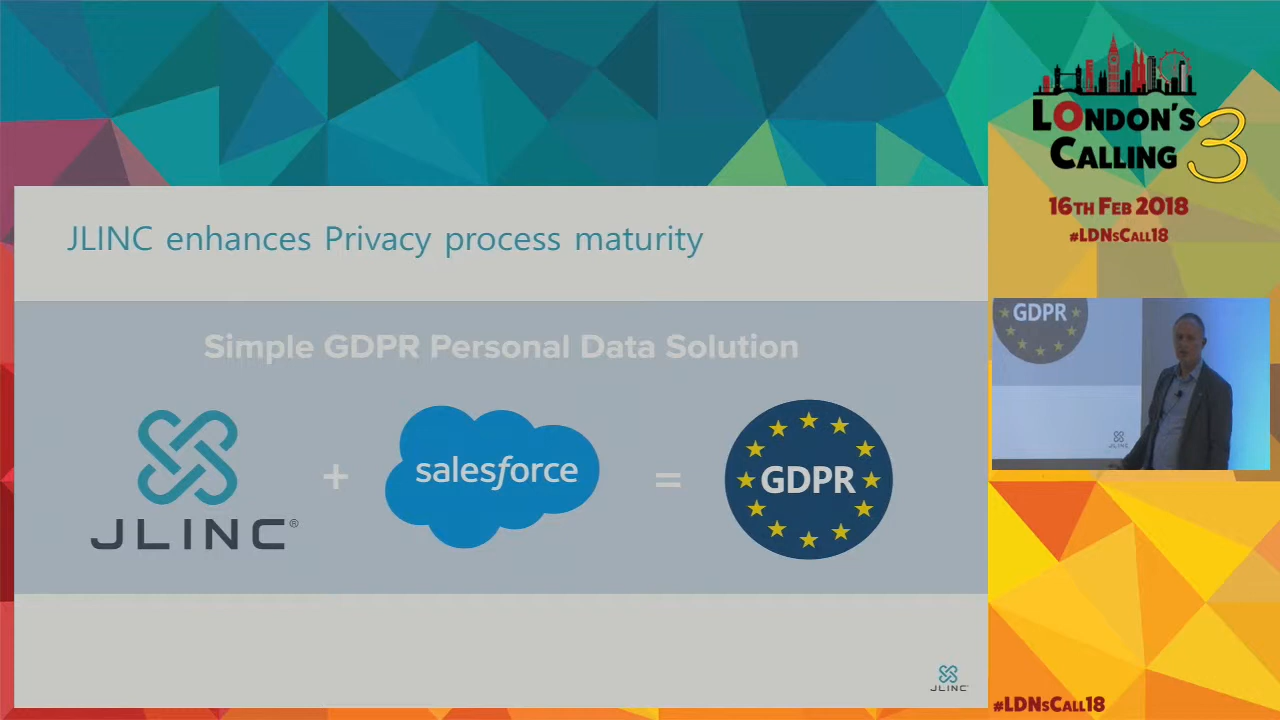 JLINC enhances Privacy process maturity
Simple GDPR Personal Data Solution
JLINC®
+
salesforce
=
GDPR
JLINC
LONDON'S
CALLING 3
16TH FEB 2018
#LDNSCALL18
GDPR
JLINC
#LDNSCALL18